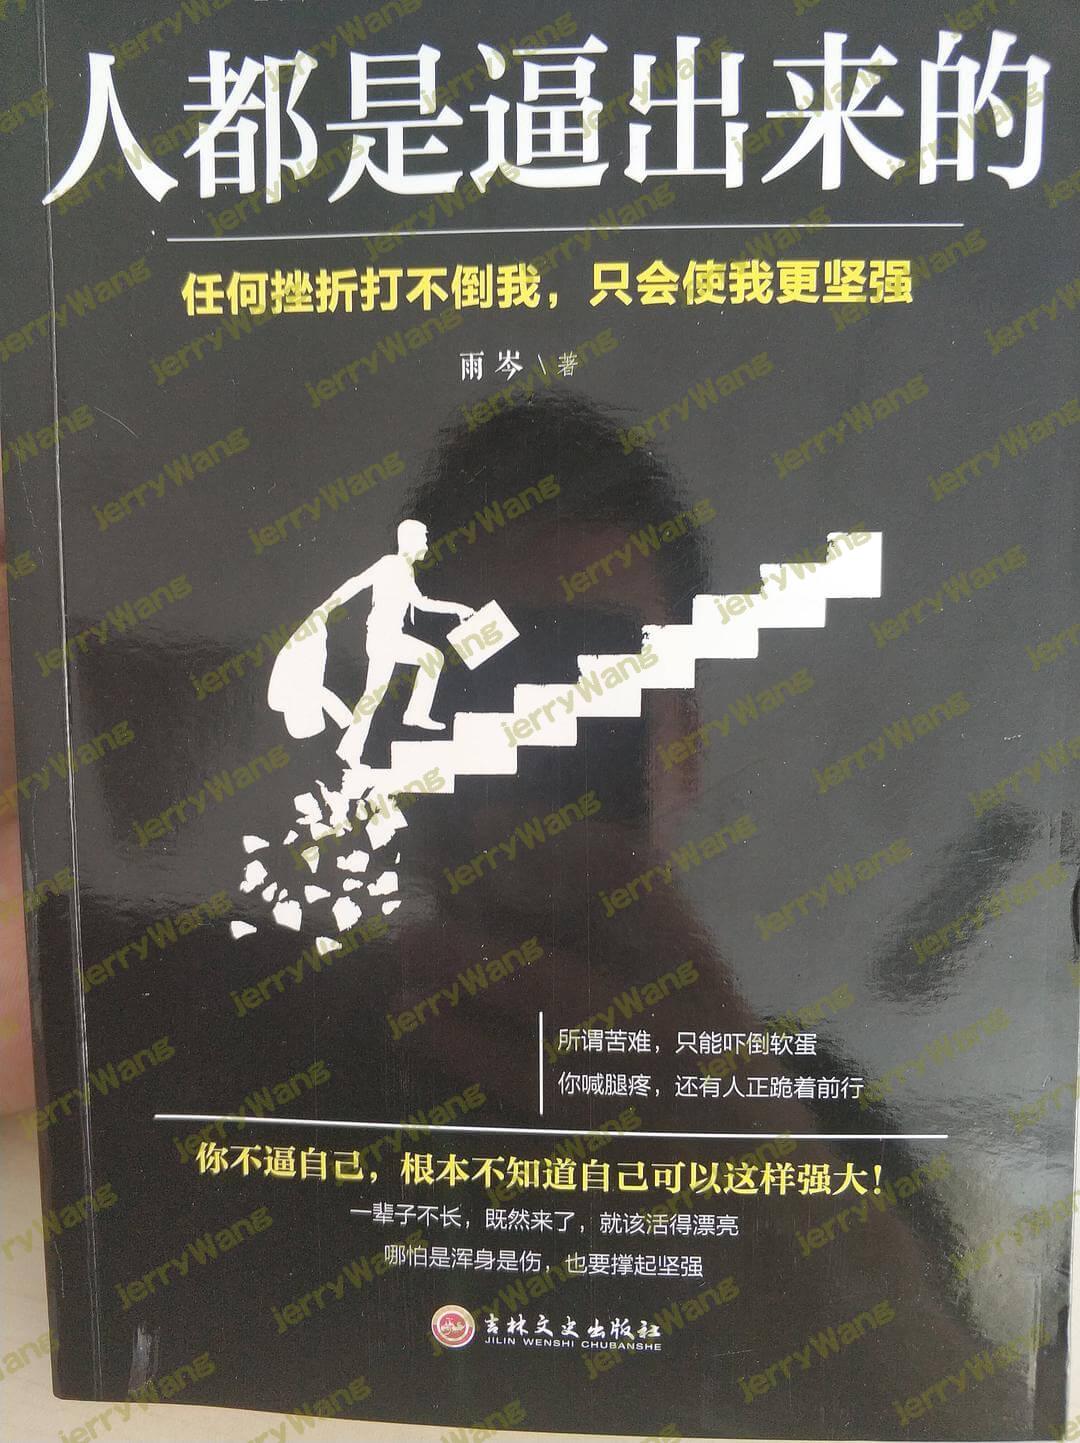 人都是逼出来的
任何挫折打不倒我，只会使我更坚强
雨岑\著
所谓苦难，只能吓倒软蛋
你喊腿疼，还有人正跪着前行
你不逼自己，根本不知道自己可以这样强大！
一辈子不长，既然来了，就该活得漂亮
哪怕是浑身是伤，也要撑起坚强
吉林文史出版社
JILIN WENSHI CHUBANSHE
jerryWang